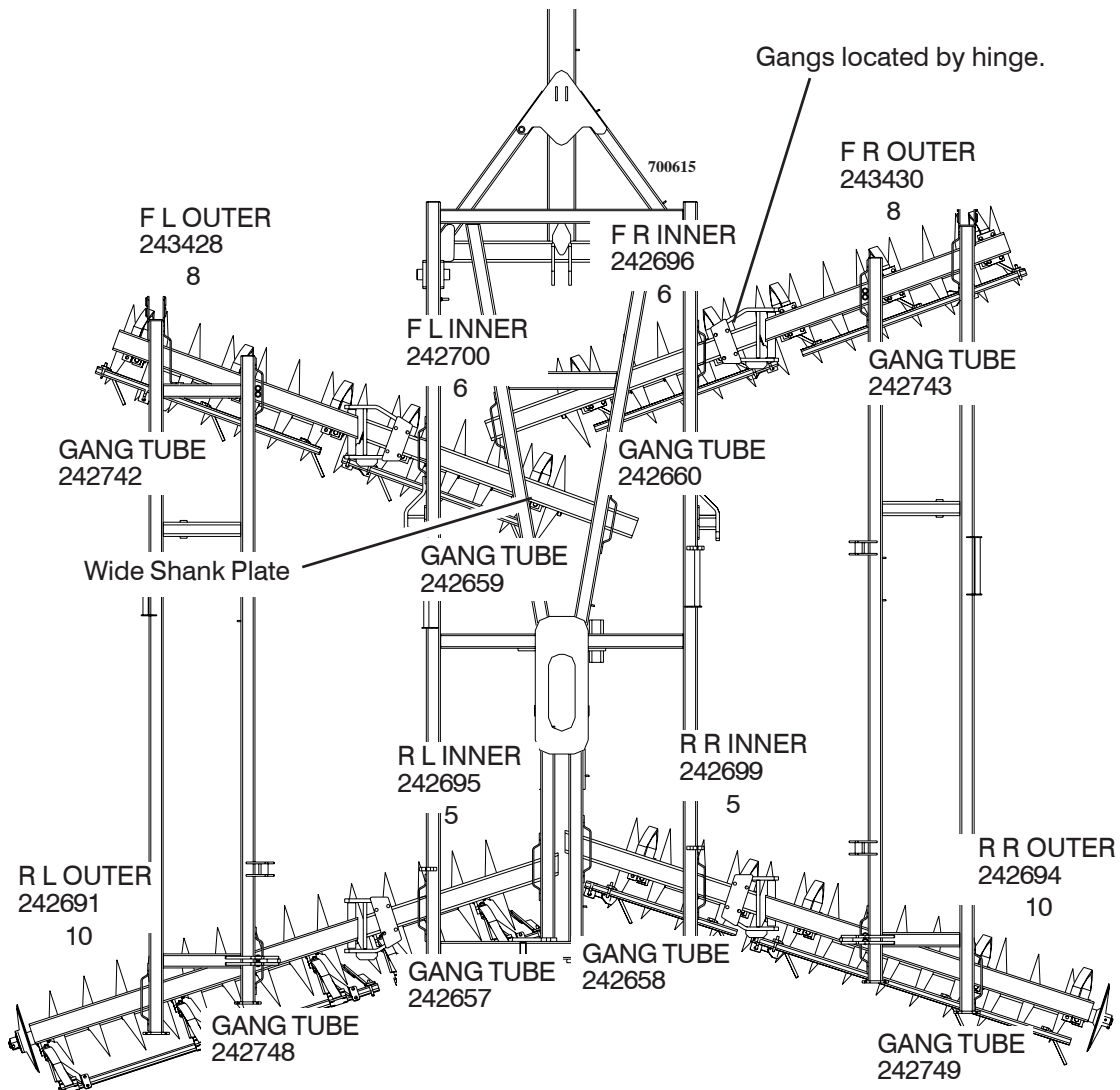 Gangs located by hinge.
700615
F R OUTER
243430
8
F L OUTER
243428
8
F R INNER
242696
6
F L INNER
242700
6
GANG TUBE
242743
GANG TUBE
242742
GANG TUBE
242660
GANG TUBE
242659
Wide Shank Plate
R L INNER
242695
5
R R INNER
242699
5
R L OUTER
242691
10
R R OUTER
242694
10
GANG TUBE
242657
GANG TUBE
242658
GANG TUBE
242748
GANG TUBE
242749